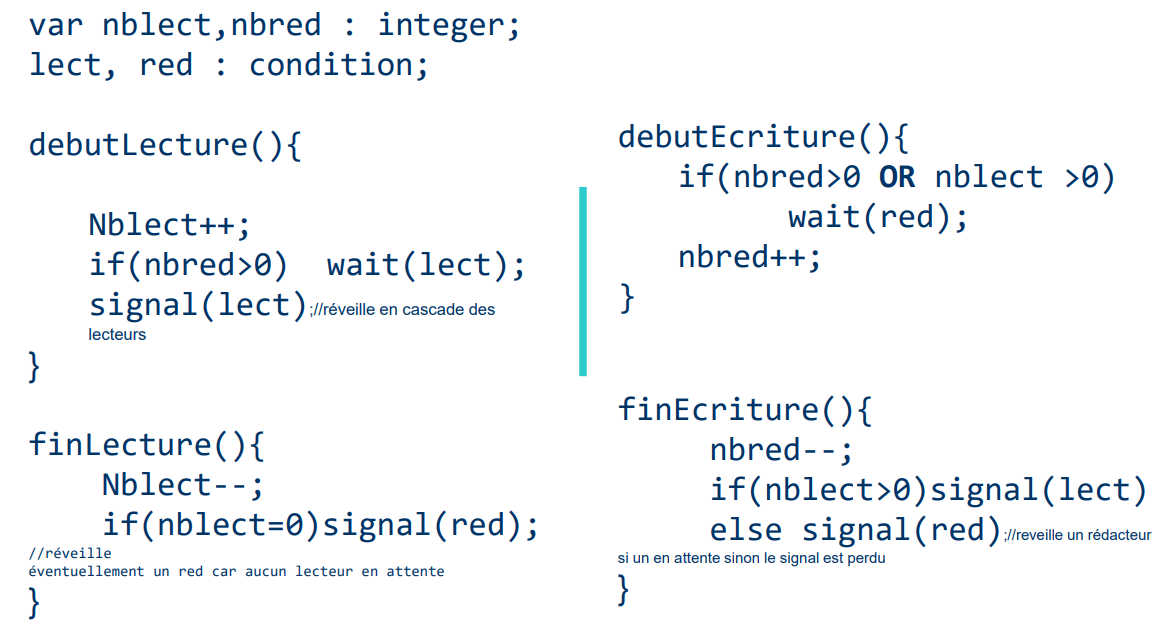 var nblect,nbred : integer;
lect, red : condition;
debutLecture(){
Nblect++;
if(nbred>0)  wait(lect);
signal(lect);//réveille en cascade des
lecteurs
}
finLecture(){
Nblect--;
if(nblect=0)signal(red);
//réveille
éventuellement un red car aucun lecteur en attente
}
debutEcriture(){
if(nbred>0 OR nblect >0)
wait(red);
nbred++;
}
finEcriture(){
nbred--;
if(nblect>0)signal(lect)
else signal(red);//reveille un rédacteur
si un en attente sinon le signal est perdu
}